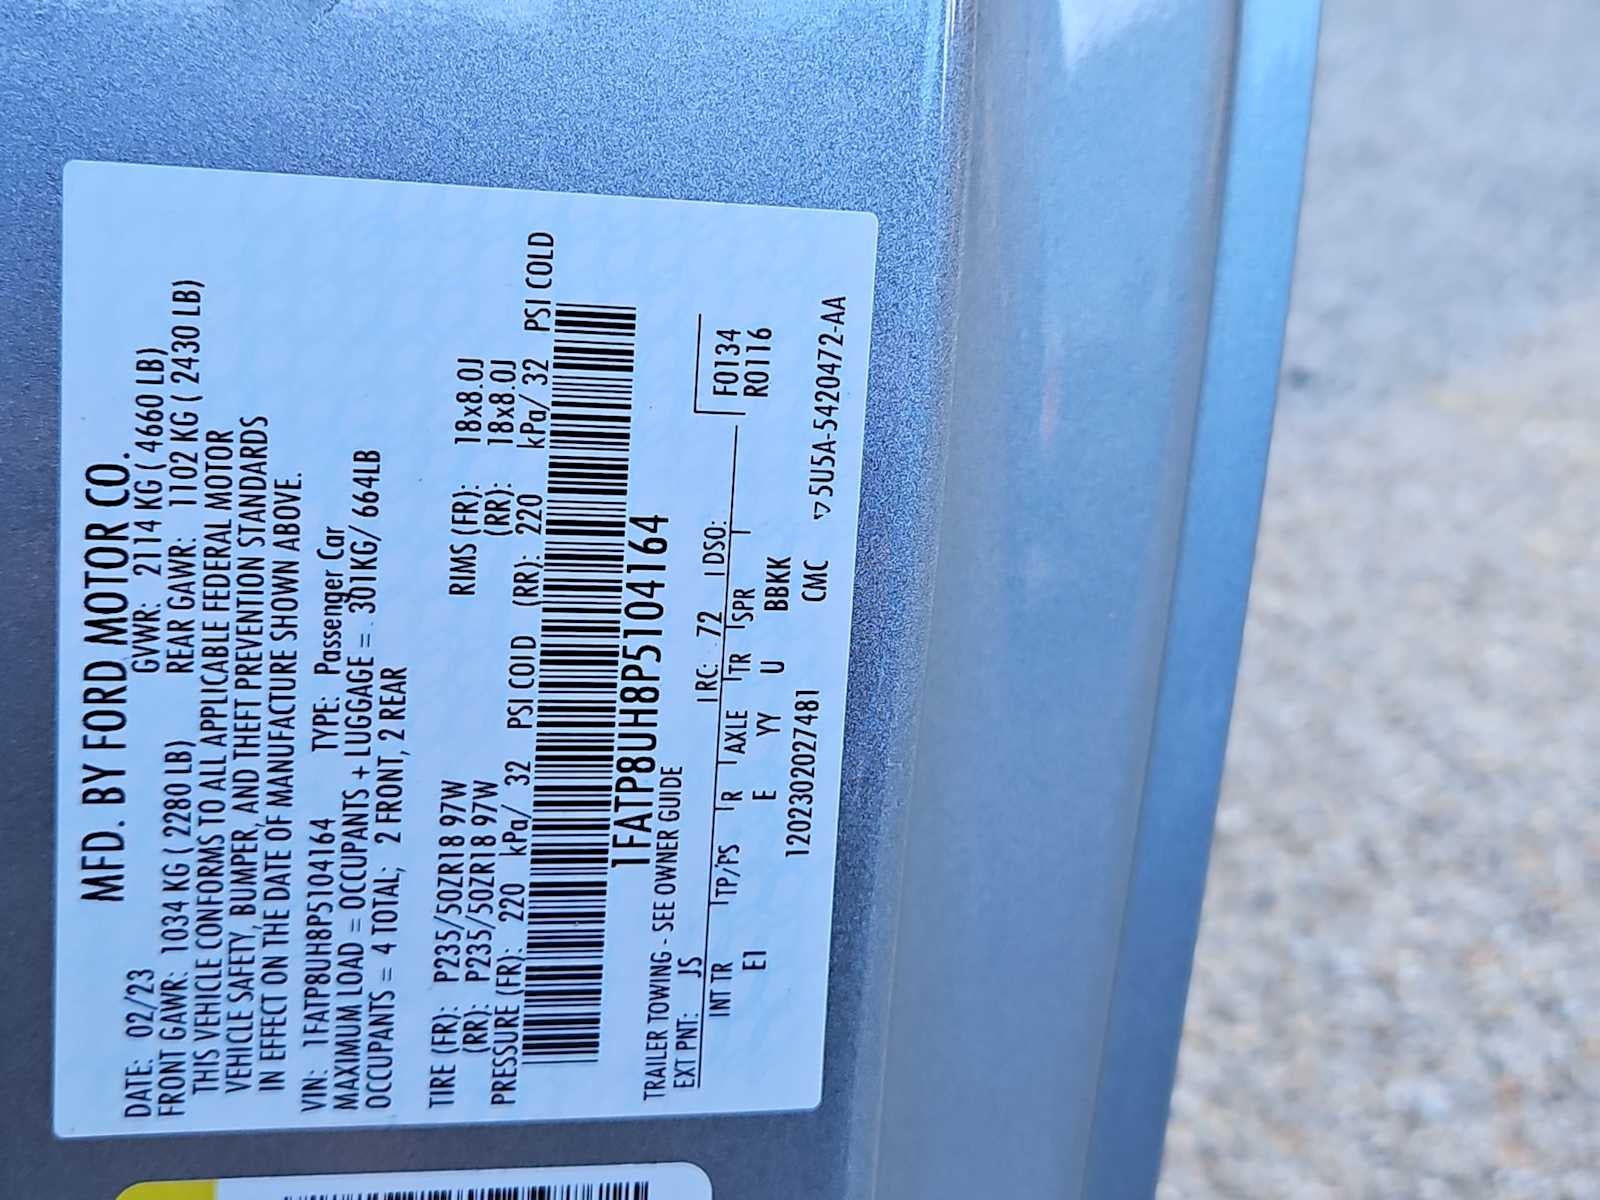 MFD. BY FORD MOTOR CO.
DATE: 02/23 GVWR: 2114 KG ( 4660 LB)
FRONT GAWR: 1034 KG ( 2280 LB) REAR GAWR: 1102 KG ( 2430 LB)
THIS VEHICLE CONFORMS TO ALL APPLICABLE FEDERAL MOTOR
VEHICLE SAFETY, BUMPER, AND THEFT PREVENTION STANDARDS
IN EFFECT ON THE DATE OF MANUFACTURE SHOWN ABOVE.
VIN: 1FATP8UH8P5104164 TYPE: Passenger Car
MAXIMUM LOAD = OCCUPANTS + LUGGAGE = 301KG/ 664LB
OCCUPANTS = 4 TOTAL; 2 FRONT, 2 REAR
TIRE (FR): P235/50ZR18 97W RIMS (FR): 18x8.0J
(RR): P235/50ZR18 97W (RR): 18x8.0J
PRESSURE (FR): 220 kPa/ 32 PSI COLD (RR): 220 kPa/ 32 PSI COLD
1FATP8UH8P5104164
TRAILER TOWING - SEE OWNER GUIDE
EXT PNT: JS RC: 72 DSO: F0134
INT TR TP/PS R AXLE TR SPR R0116
E1 E YY U BBKK
1202302027481 CMC ▽5U5A-5420472-AA